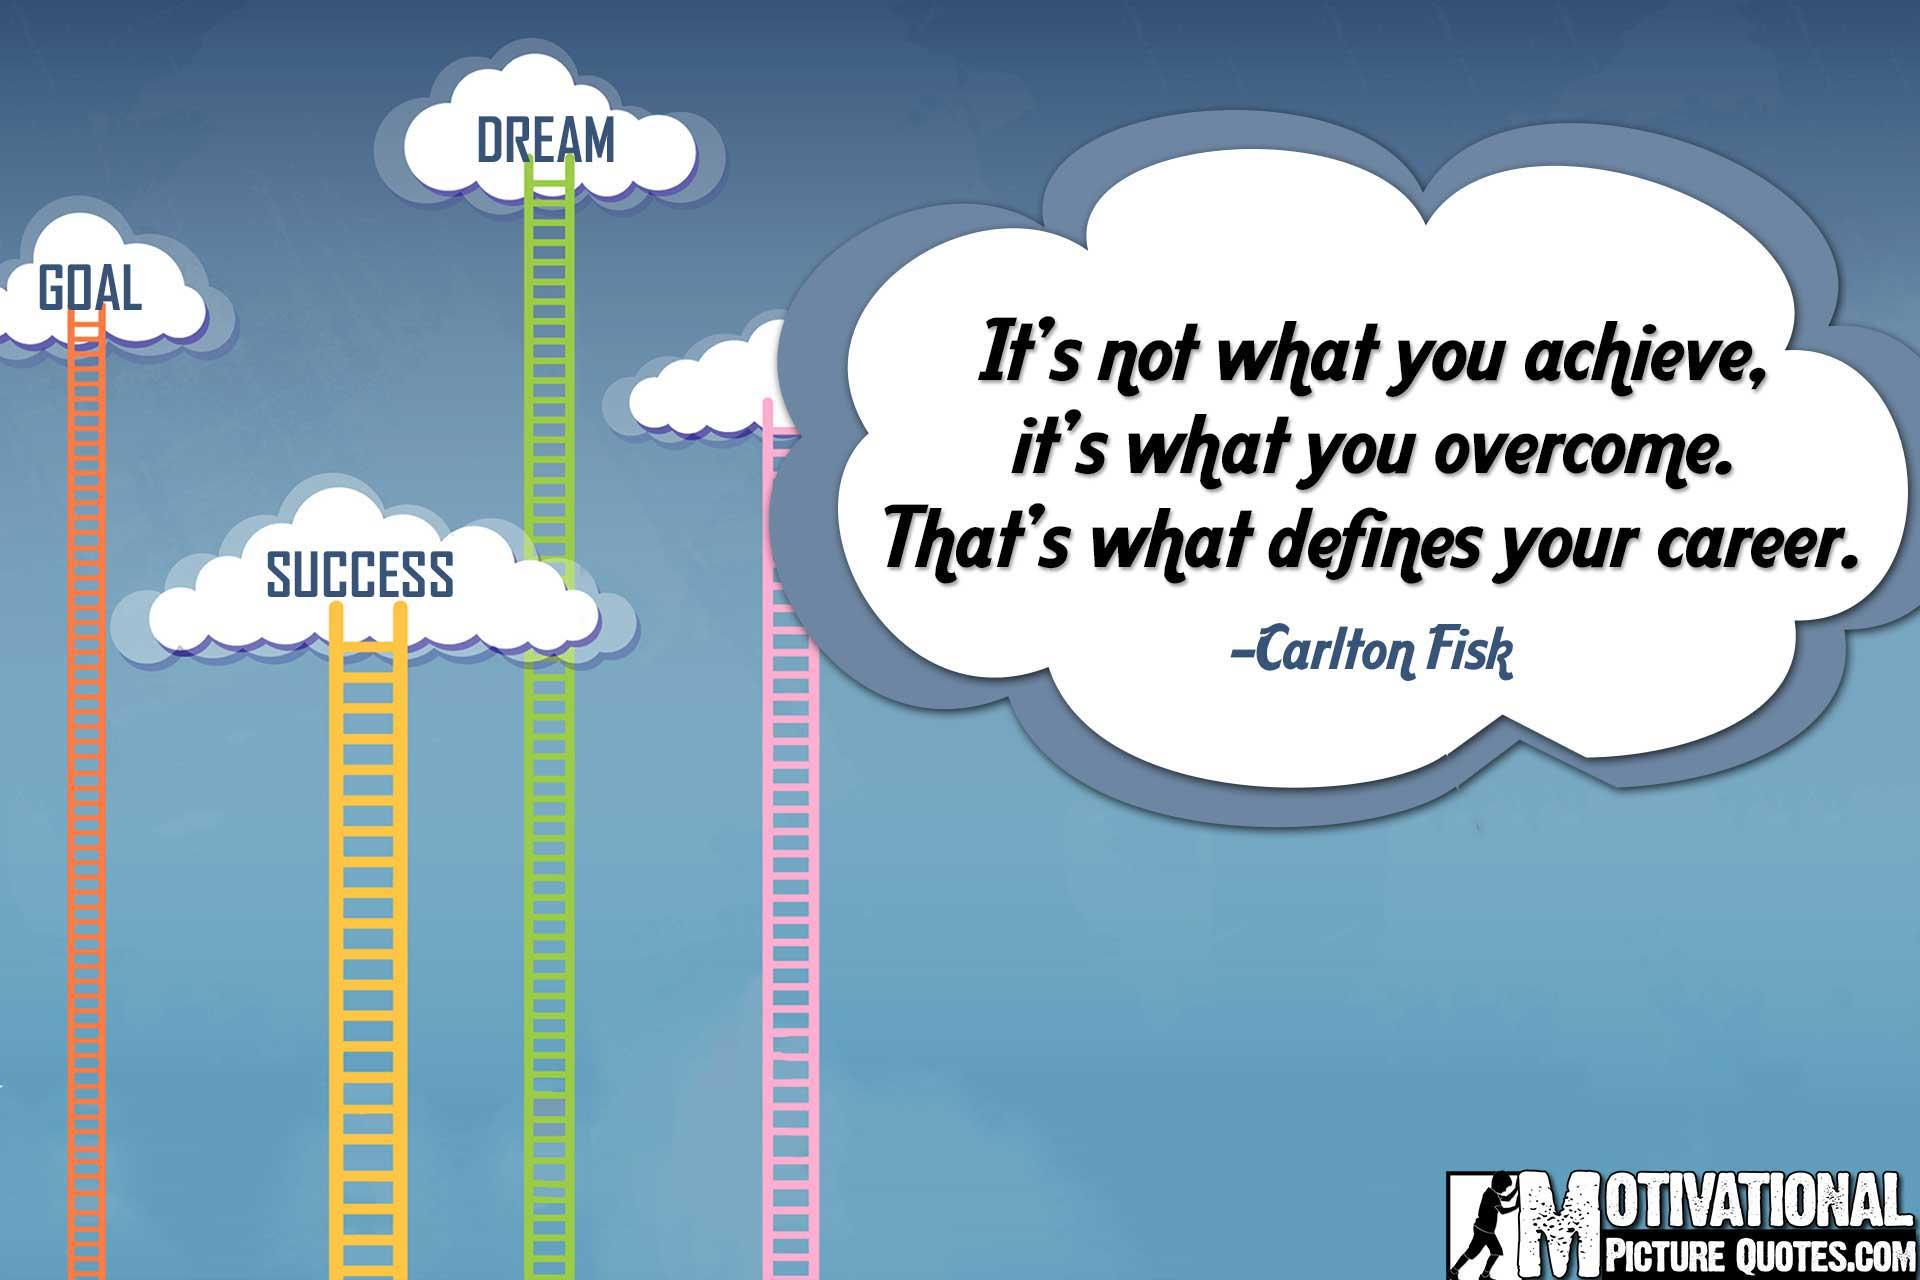 DREAM
GOAL
SUCCESS
It's not what you achieve,
it's what you overcome.
That's what defines your career.
-Carlton Fisk
MOTIVATIONAL
PICTURE QUOTES.COM